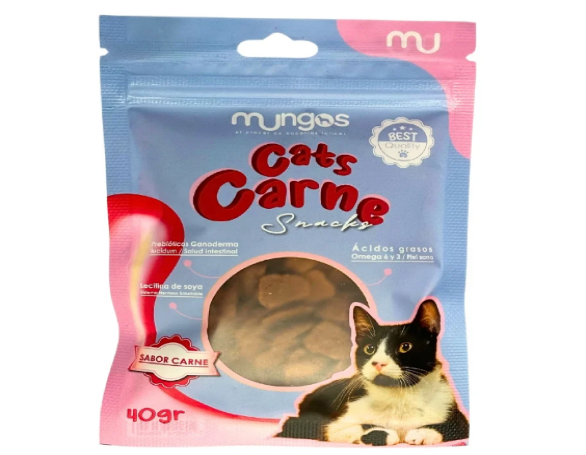 mu
mungos
BEST
Quality
Cats
Carne
Snacks
Prebióticos Ganoderma
lucidum / Salud Intestinal
Ácidos grasos
Omega 6 y 3 / Piel sana
Lecitina de soya
SABOR CARNE
40gr